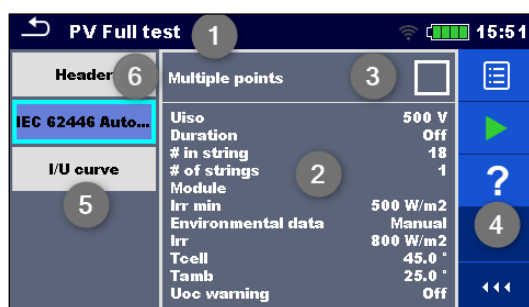 PV Full test 1 15:51
Header 6
IEC 62446 Auto...
I/U curve
5
Multiple points 3
Uiso 500 V
Duration Off
# in string 18
# of strings 1
Module 2
Irr min 500 W/m2
Environmental data Manual
Irr 800 W/m2
Tcell 45.0 °
Tamb 25.0 °
Uoc warning Off
?
4